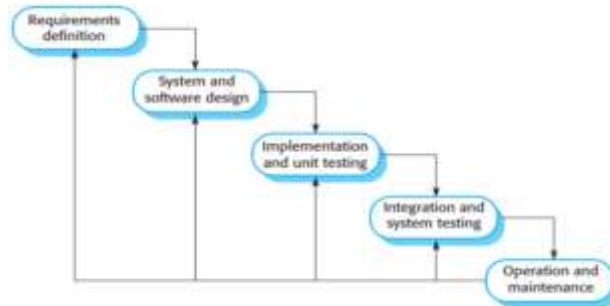 Requirements
definition
System and
software design
Implementation
and unit testing
Integration and
system testing
Operation and
maintenance